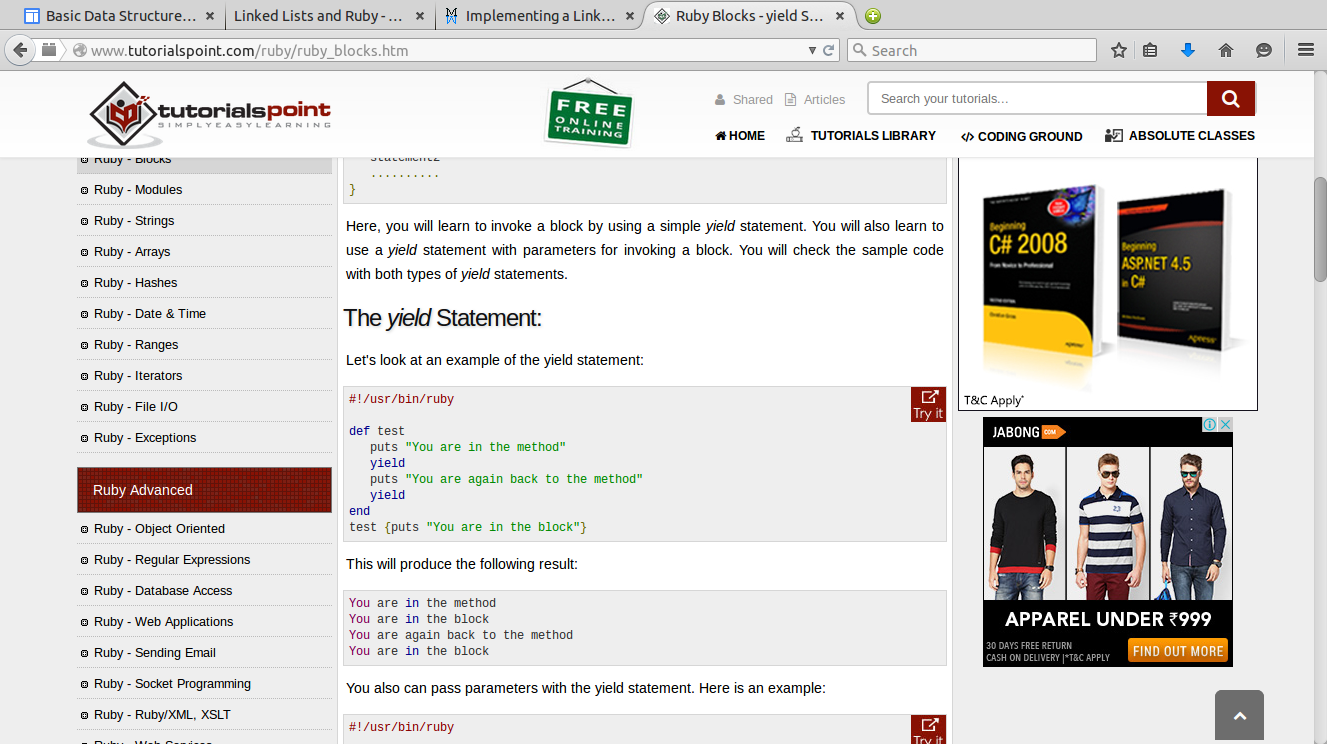 Basic Data Structure...
Linked Lists and Ruby - ...
Implementing a Link...
Ruby Blocks - yield S...
www.tutorialspoint.com/ruby/ruby_blocks.htm
Search
tutorialspoint
SIMPLYEASYLEARNING
FREE
ONLINE
TRAINING
Shared
Articles
Search your tutorials...
HOME
TUTORIALS LIBRARY
CODING GROUND
ABSOLUTE CLASSES
Ruby - Blocks
Ruby - Modules
Ruby - Strings
Ruby - Arrays
Ruby - Hashes
Ruby - Date & Time
Ruby - Ranges
Ruby - Iterators
Ruby - File I/O
Ruby - Exceptions
Ruby Advanced
Ruby - Object Oriented
Ruby - Regular Expressions
Ruby - Database Access
Ruby - Web Applications
Ruby - Sending Email
Ruby - Socket Programming
Ruby - Ruby/XML, XSLT
Ruby - Web Services
statement2
..........
}
Here, you will learn to invoke a block by using a simple yield statement. You will also learn to
use a yield statement with parameters for invoking a block. You will check the sample code
with both types of yield statements.
The yield Statement:
Let's look at an example of the yield statement:
#!/usr/bin/ruby
Try it
def test
puts "You are in the method"
yield
puts "You are again back to the method"
yield
end
test {puts "You are in the block"}
This will produce the following result:
You are in the method
You are in the block
You are again back to the method
You are in the block
You also can pass parameters with the yield statement. Here is an example:
#!/usr/bin/ruby
Try it
Beginning
C# 2008
From Novice to Professional
Apress
Beginning
ASP.NET 4.5
in C#
Apress
T&C Apply*
JABONG
.COM
23
APPAREL UNDER ₹999
30 DAYS FREE RETURN
CASH ON DELIVERY |*T&C APPLY
FIND OUT MORE